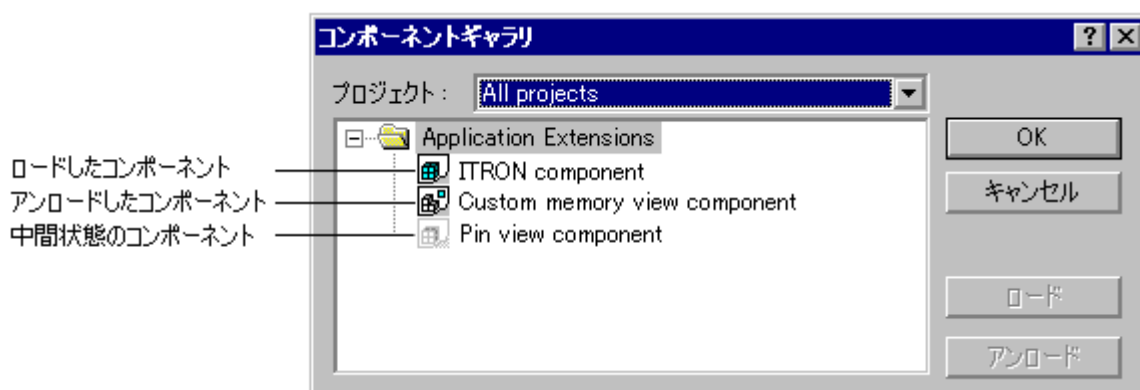 コンポーネントギャラリ
プロジェクト： All projects
Application Extensions
OK
ロードしたコンポーネント
ITRON component
アンロードしたコンポーネント
Custom memory view component
キャンセル
中間状態のコンポーネント
Pin view component
ロード
アンロード